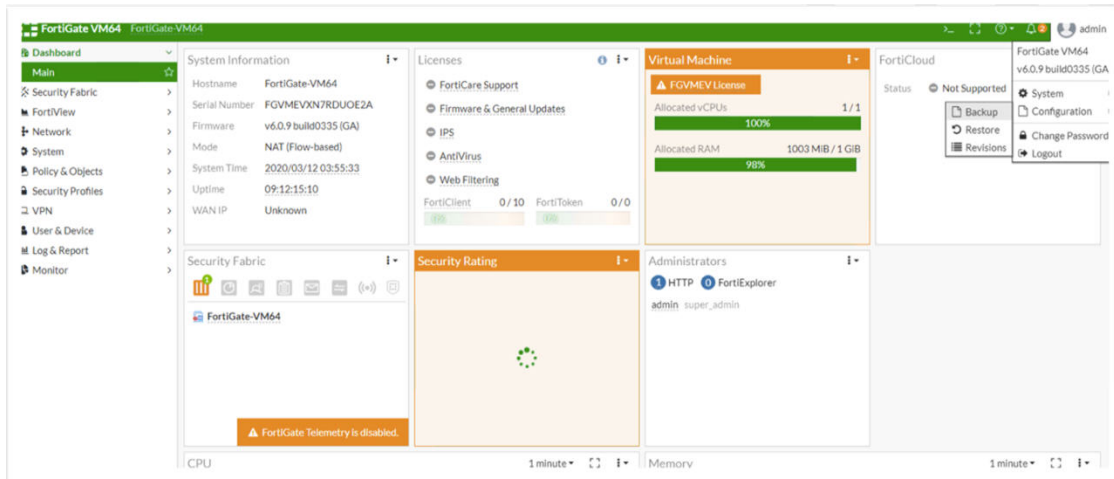 FortiGate VM64 FortiGate-VM64
>_ 2 admin
Dashboard
Main
Security Fabric
FortiView
Network
System
Policy & Objects
Security Profiles
VPN
User & Device
Log & Report
Monitor
System Information
Hostname FortiGate-VM64
Serial Number FGVMEVXN7RDUOE2A
Firmware v6.0.9 build0335 (GA)
Mode NAT (Flow-based)
System Time 2020/03/12 03:55:33
Uptime 09:12:15:10
WAN IP Unknown
Licenses
FortiCare Support
Firmware & General Updates
IPS
AntiVirus
Web Filtering
FortiClient 0/10 FortiToken 0/0
Virtual Machine
FGVMEV License
Allocated vCPUs 1/1
100%
Allocated RAM 1003 MiB/1 GiB
98%
FortiCloud
Status Not Supported
FortiGate VM64
v6.0.9 build0335 (GA
System
Configuration
Change Password
Logout
Backup
Restore
Revisions
Security Fabric
1
FortiGate-VM64
FortiGate Telemetry is disabled.
Security Rating
Administrators
1 HTTP 0 FortiExplorer
admin super_admin
CPU 1 minute
Memory 1 minute